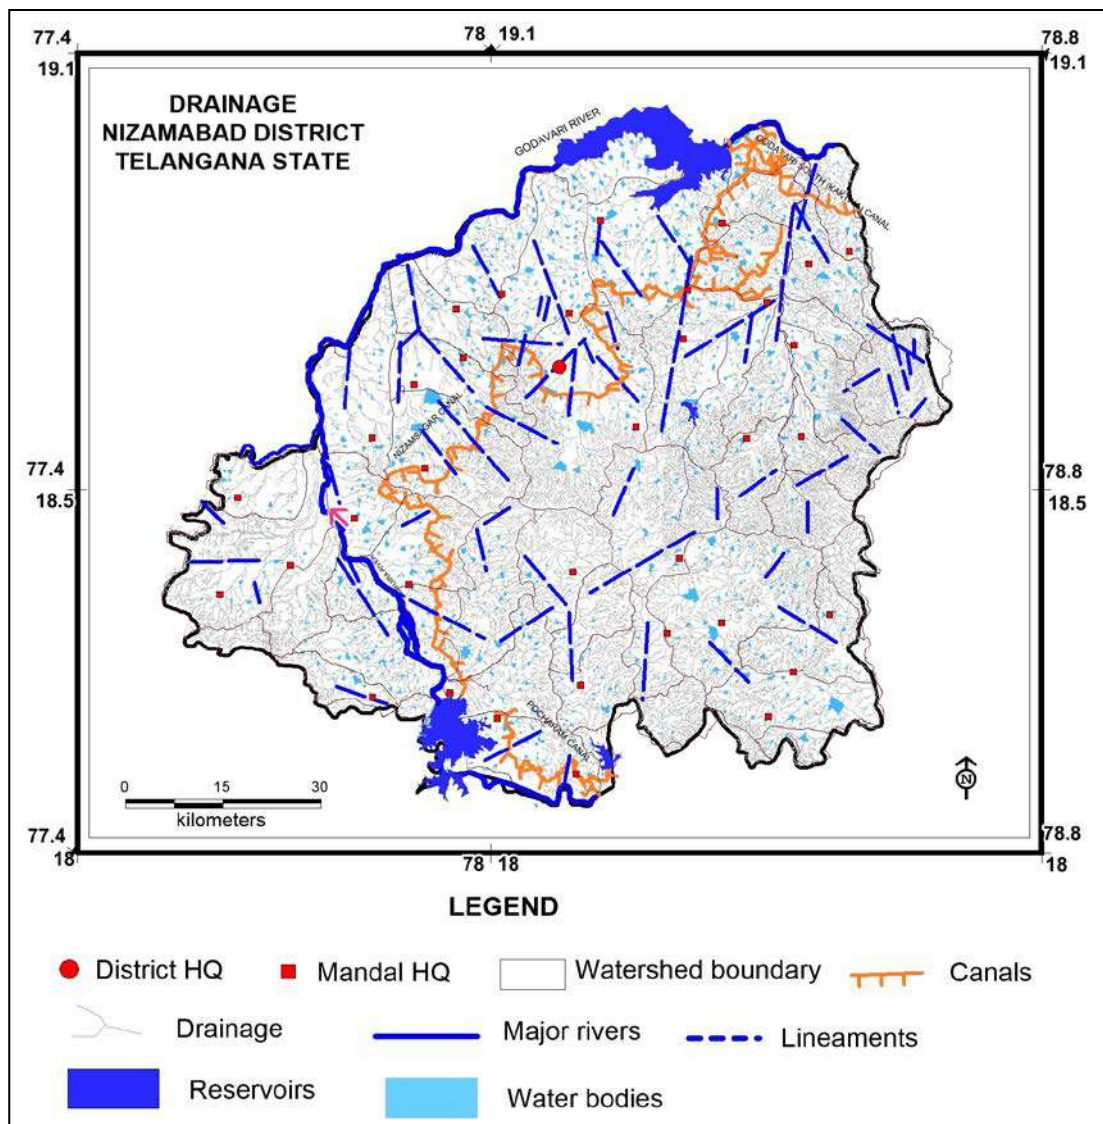 77.4
78 19.1
78.8
19.1
19.1
DRAINAGE
NIZAMABAD DISTRICT
TELANGANA STATE
GODAVARI RIVER
CANAL
NIZAMSAGAR CANAL
77.4
18.5
78.8
18.5
POCHARAM CANAL
0 15 30
kilometers
N
77.4
18
78 18
78.8
18
LEGEND
District HQ
Mandal HQ
Watershed boundary
Canals
Drainage
Major rivers
Lineaments
Reservoirs
Water bodies